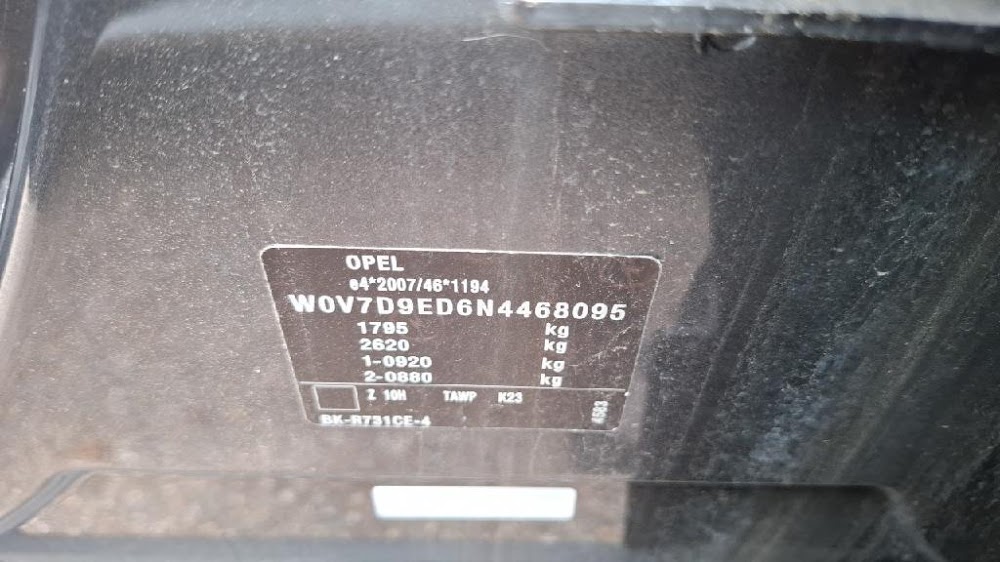 OPEL
e4*2007/46*1194
W0V7D9ED6N4468095
1795 kg
2620 kg
1-0920 kg
2-0880 kg
Z 10H TAWP K23
BK-R731CE-4